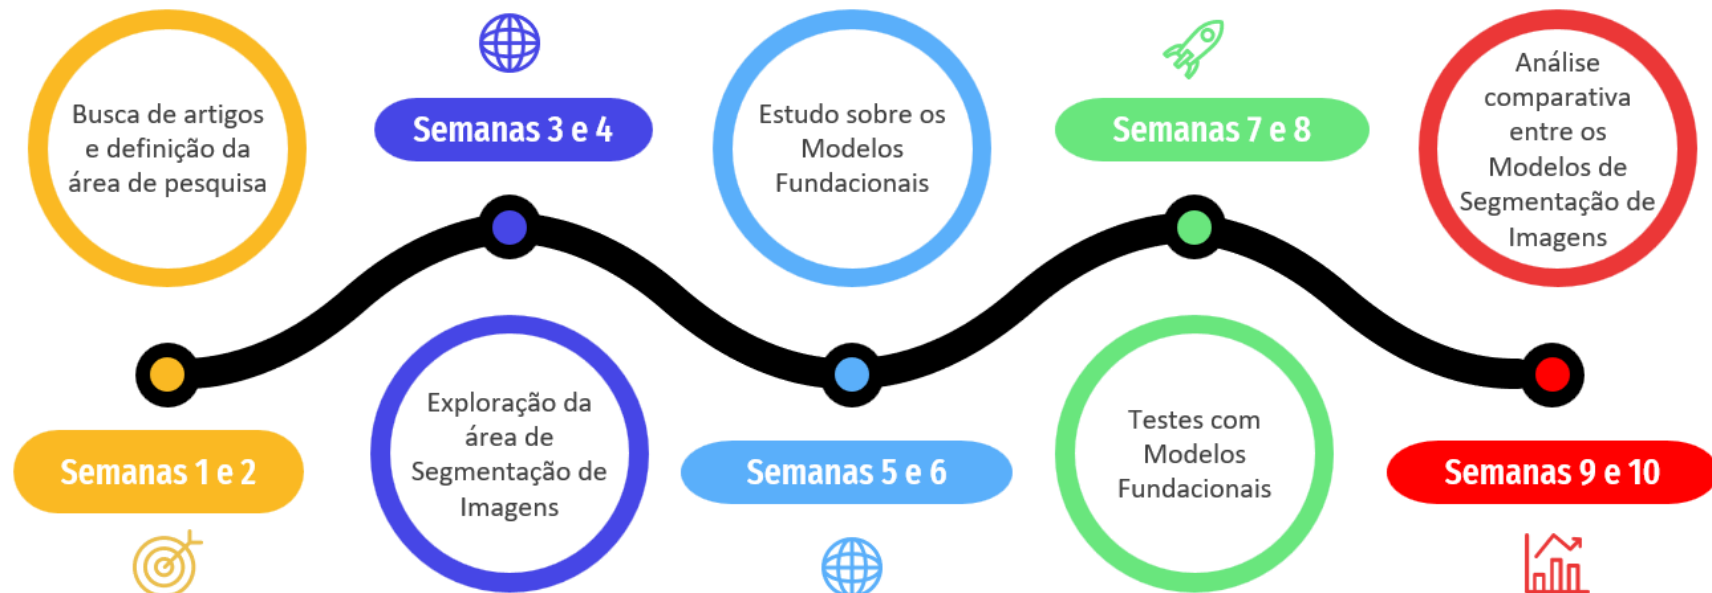 Busca de artigos
e definição da
área de pesquisa
Semanas 1 e 2
Semanas 3 e 4
Exploração da
área de
Segmentação de
Imagens
Estudo sobre os
Modelos
Fundacionais
Semanas 5 e 6
Semanas 7 e 8
Testes com
Modelos
Fundacionais
Análise
comparativa
entre os
Modelos de
Segmentação de
Imagens
Semanas 9 e 10